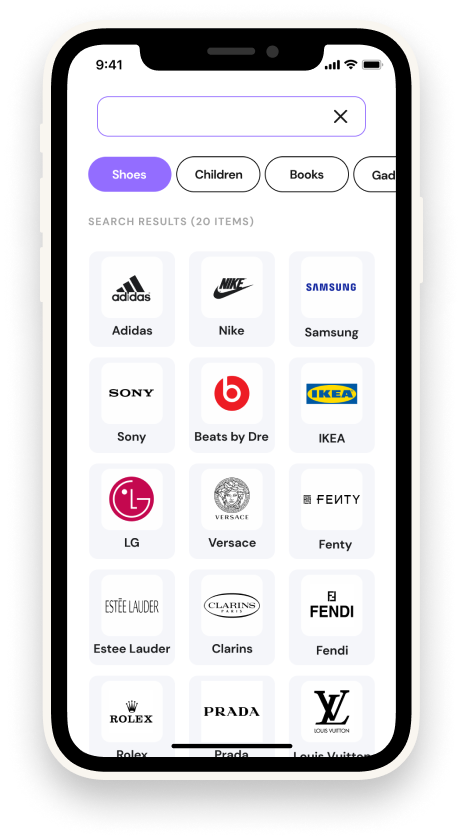 9:41
Shoes
Children
Books
Gad
SEARCH RESULTS (20 ITEMS)
adidas
NIKE
SAMSUNG
Adidas
Nike
Samsung
SONY
b
IKEA
Sony
Beats by Dre
IKEA
LG
VERSACE
FENTY
LG
Versace
Fenty
ESTĒE LAUDER
CLARINS
PARIS
FENDI
Estee Lauder
Clarins
Fendi
ROLEX
PRADA
LV
LOUIS VUITTON
Rolex
Prada
Louis Vuitton